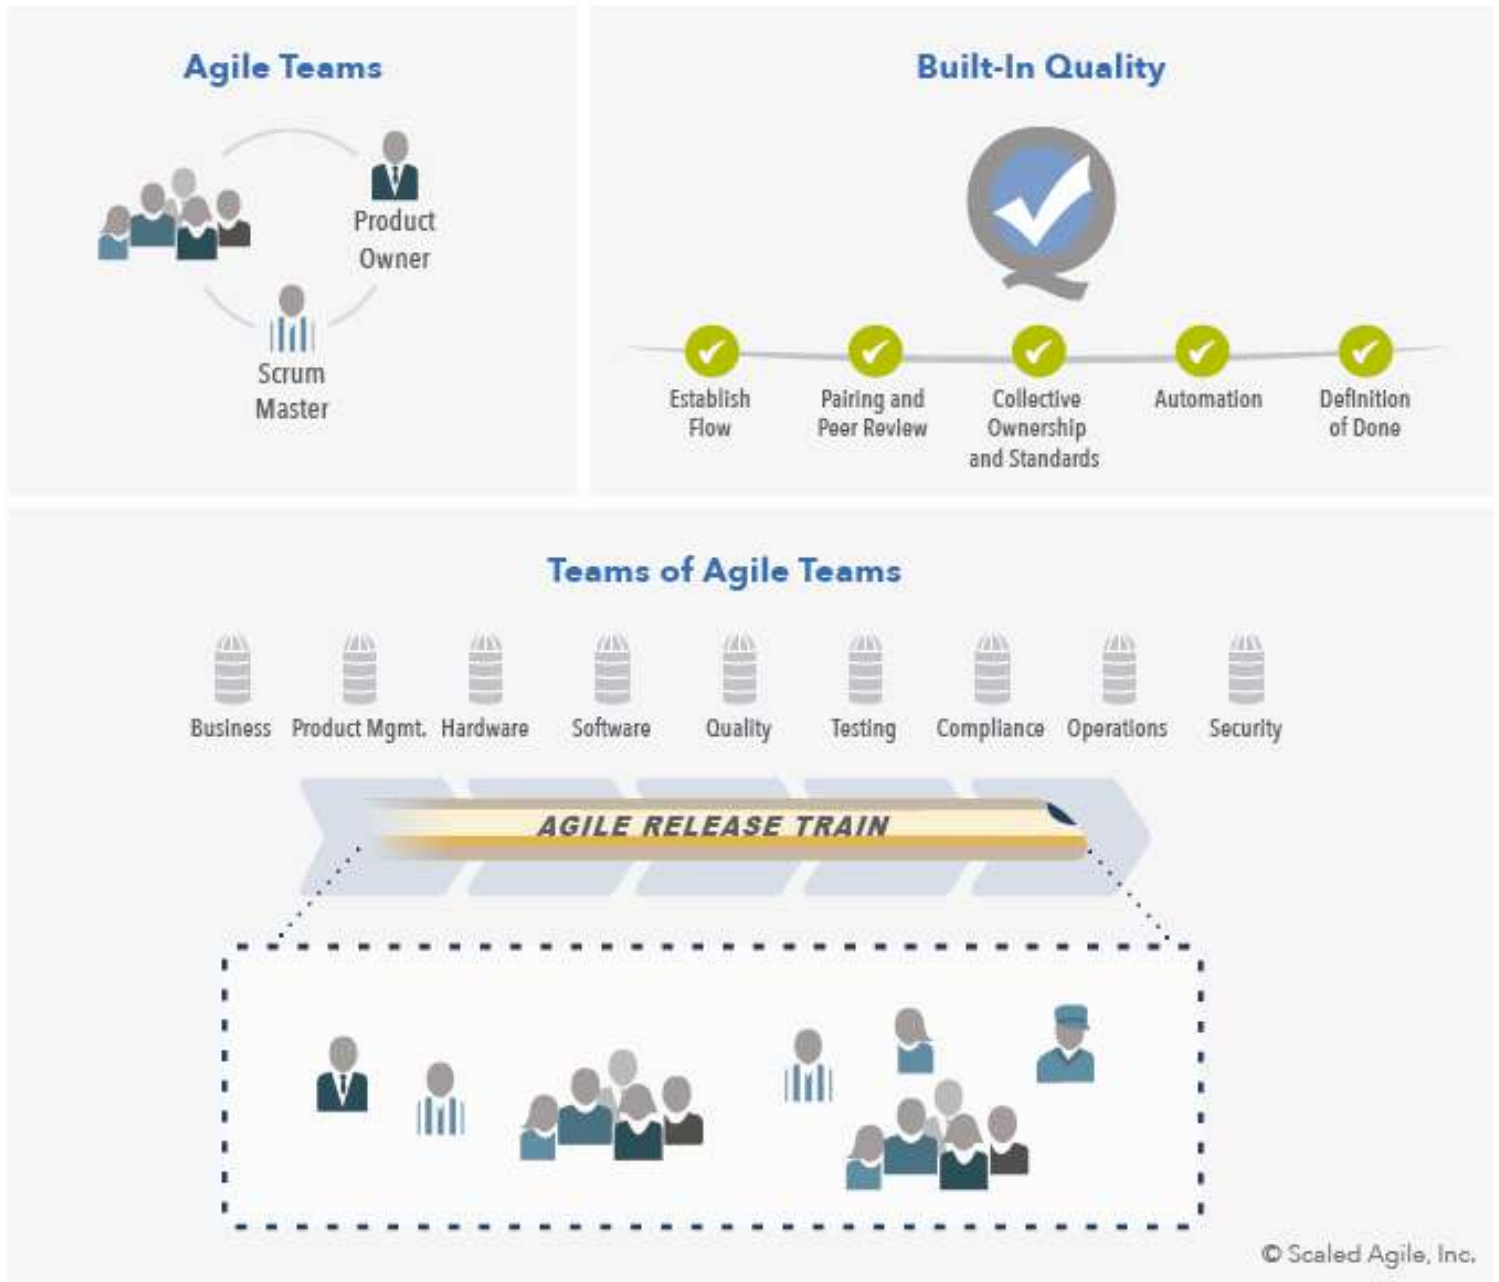 Agile Teams
Product
Owner
Scrum
Master
Built-In Quality
Establish
Flow
Pairing and
Peer Review
Collective
Ownership
and Standards
Automation
Definition
of Done
Teams of Agile Teams
Business Product Mgmt. Hardware Software Quality Testing Compliance Operations Security
AGILE RELEASE TRAIN
© Scaled Agile, Inc.